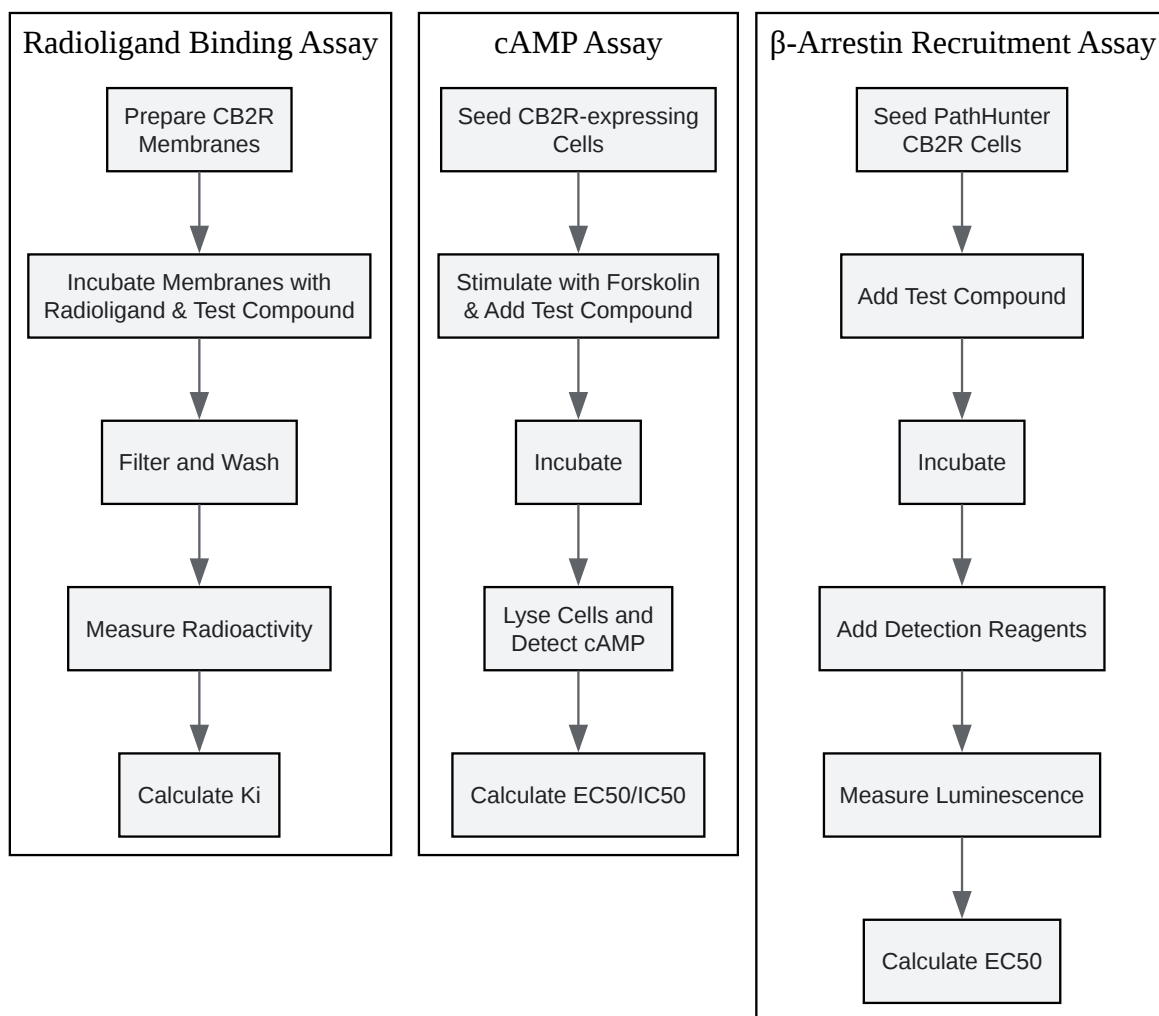 Radioligand Binding Assay
Prepare CB2R
Membranes
Incubate Membranes with
Radioligand & Test Compound
Filter and Wash
Measure Radioactivity
Calculate Ki
cAMP Assay
Seed CB2R-expressing
Cells
Stimulate with Forskolin
& Add Test Compound
Incubate
Lyse Cells and
Detect cAMP
Calculate EC50/IC50
β-Arrestin Recruitment Assay
Seed PathHunter
CB2R Cells
Add Test Compound
Incubate
Add Detection Reagents
Measure Luminescence
Calculate EC50